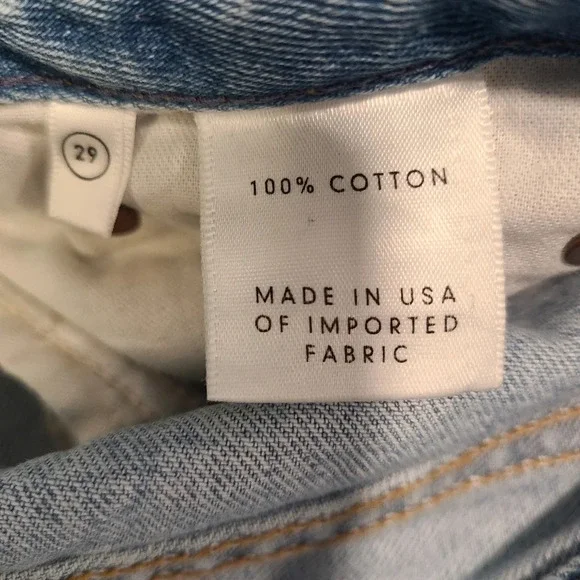 29
100% COTTON
MADE IN USA
OF IMPORTED
FABRIC